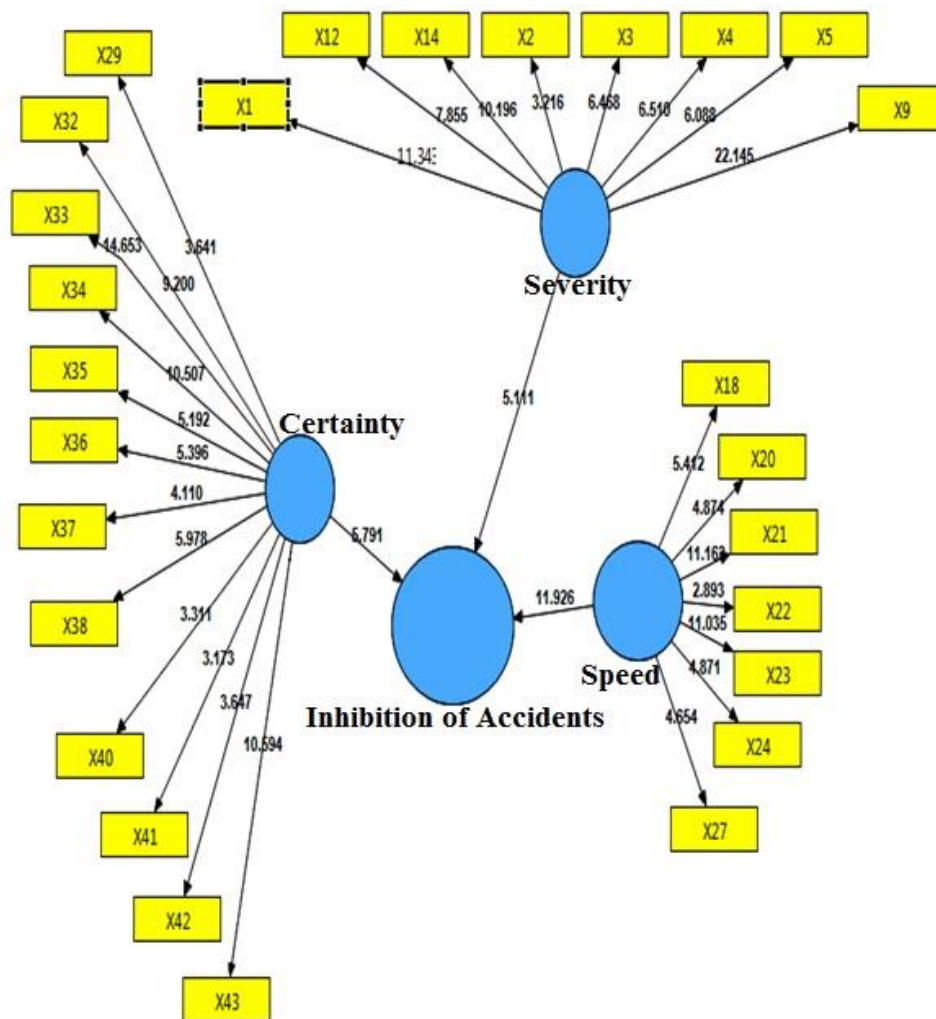 X12
X14
X2
X3
X4
X5
X29
X1
X9
X32
7.855
10.196
3.216
6.468
6.510
6.088
22.145
11.343
X33
14.653
3.641
9.200
X34
Severity
10.507
X35
5.192
X18
5.111
Certainty
X36
5.396
5.412
X20
4.874
4.110
X37
X21
11.163
5.978
5.791
2.893
X22
11.926
11.035
X38
3.311
X23
4.871
3.173
Speed
4.654
3.647
Inhibition of Accidents
10.594
X24
X40
X27
X41
X42
X43